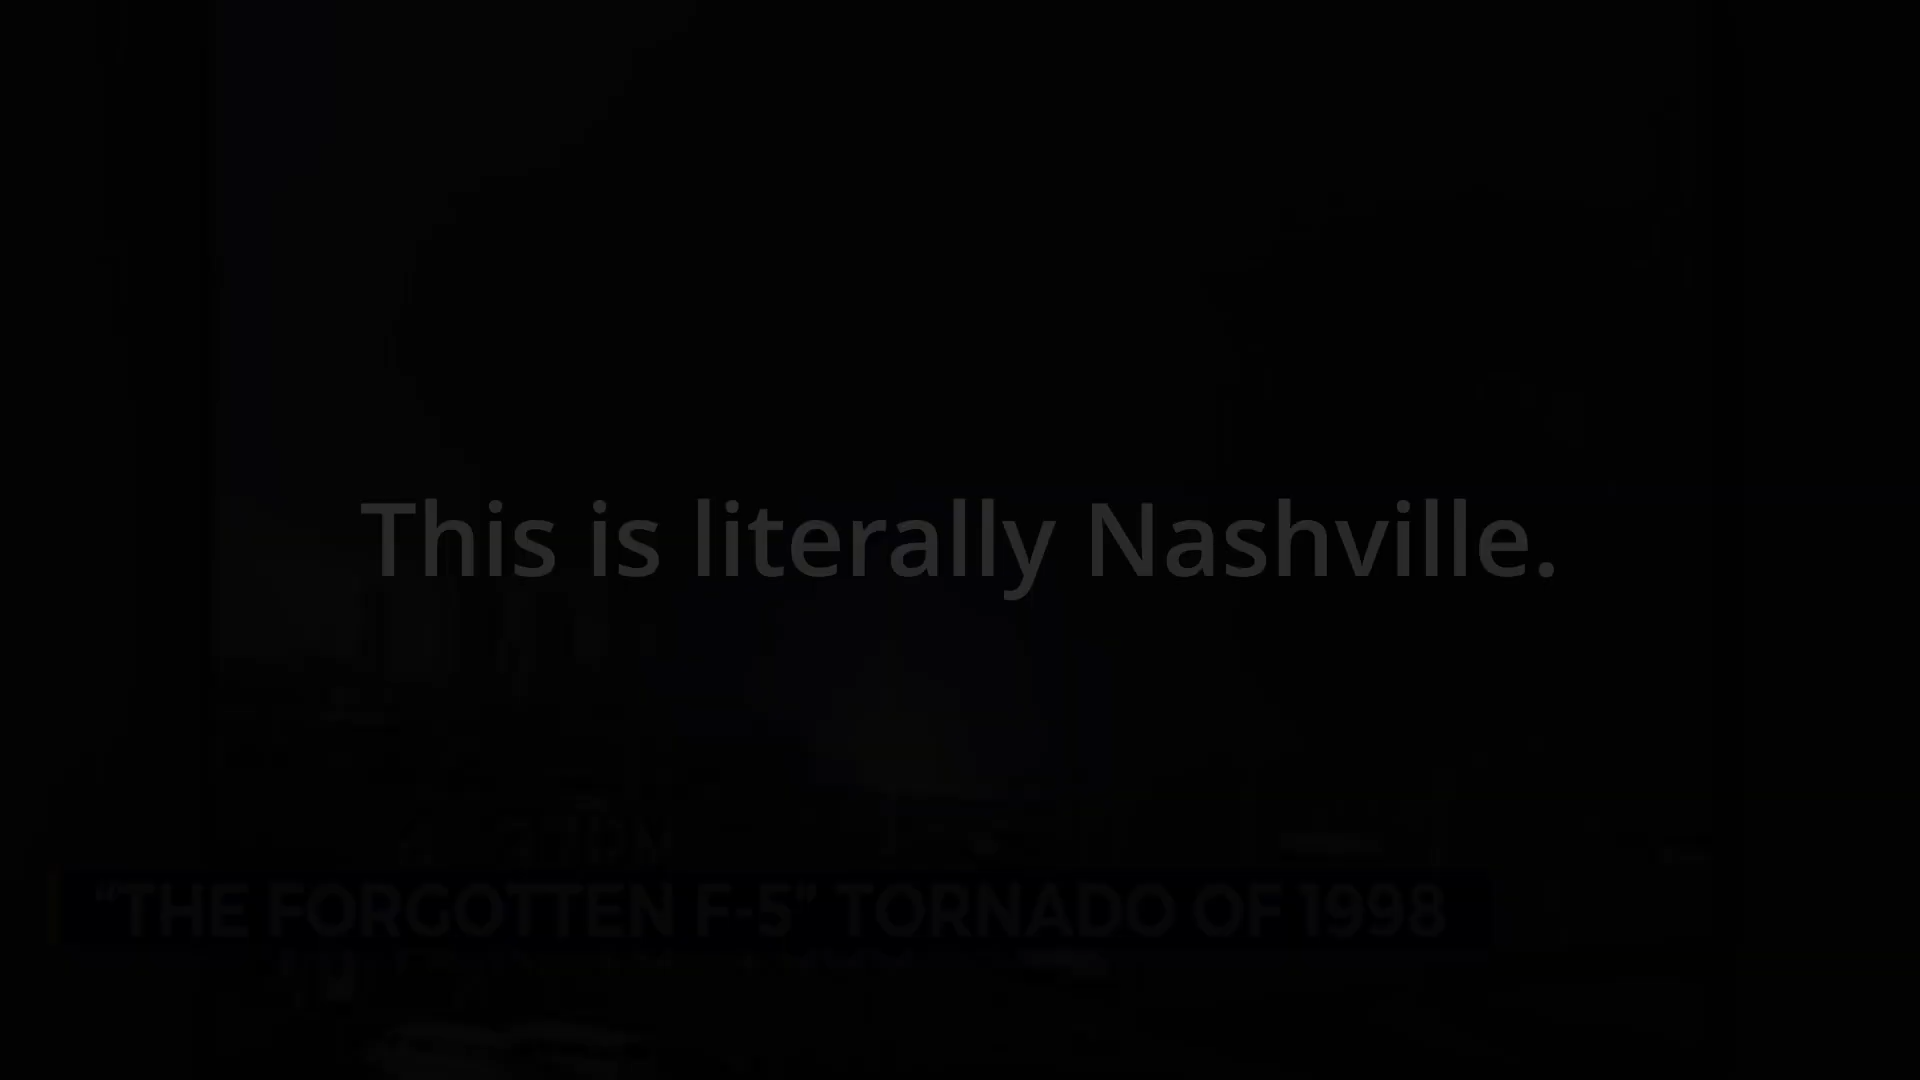 This is literally Nashville.
“THE FORGOTTEN F-5” TORNADO OF 1998